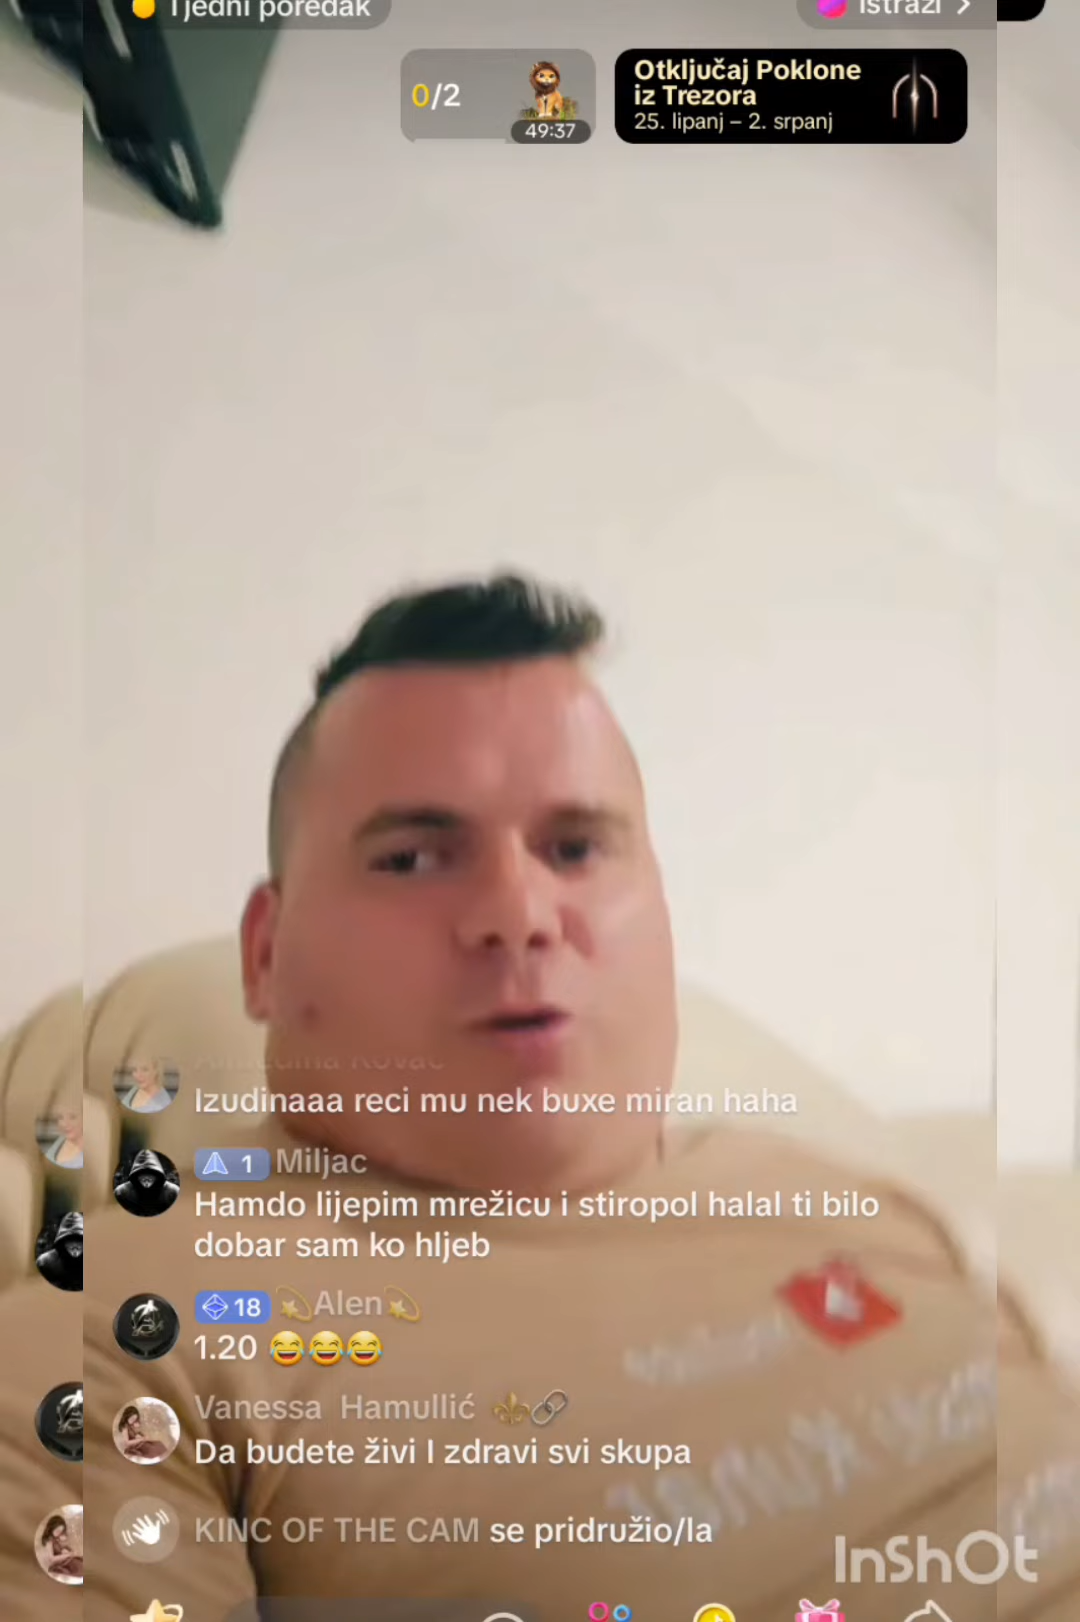 Tjedni poredak
Istraži >
0/2
49:37
Otključaj Poklone
iz Trezora
25. lipanj – 2. srpanj
Izudinaaa reci mu nek buxe miran haha
1 Miljac
Hamdo lijepim mrežicu i stiropol halal ti bilo
dobar sam ko hljeb
18 💫Alen💫
1.20 😂😂😂
Vanessa Hamullić ⚜️🔗
Da budete živi I zdravi svi skupa
KINC OF THE CAM se pridružio/la
InShOt